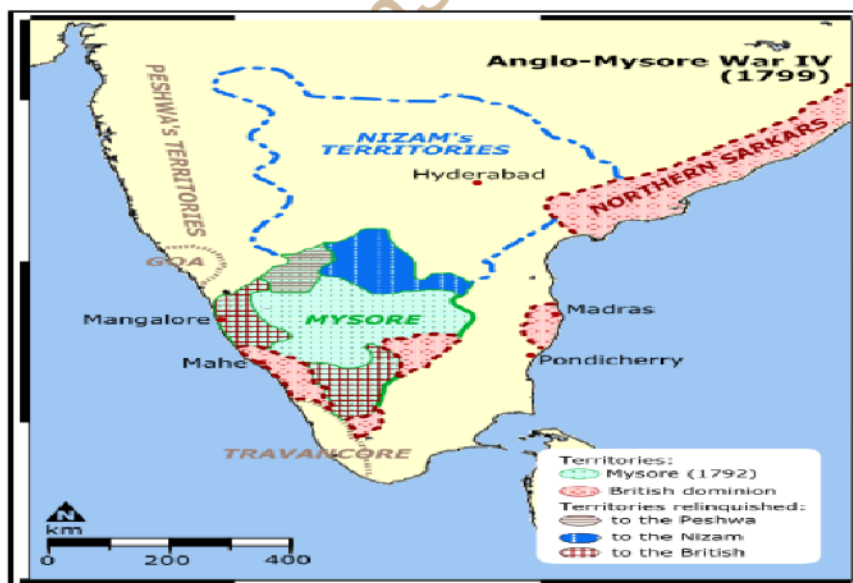 Anglo-Mysore War IV
(1799)
PESHWA's TERRITORIES
NIZAM's
TERRITORIES
Hyderabad
NORTHERN SARKARS
GOA
Mangalore
MYSORE
Madras
Mahe
Pondicherry
TRAVANCORE
Territories:
Mysore (1792)
British dominion
Territories relinquished:
to the Peshwa
to the Nizam
to the British
N
km
0 200 400